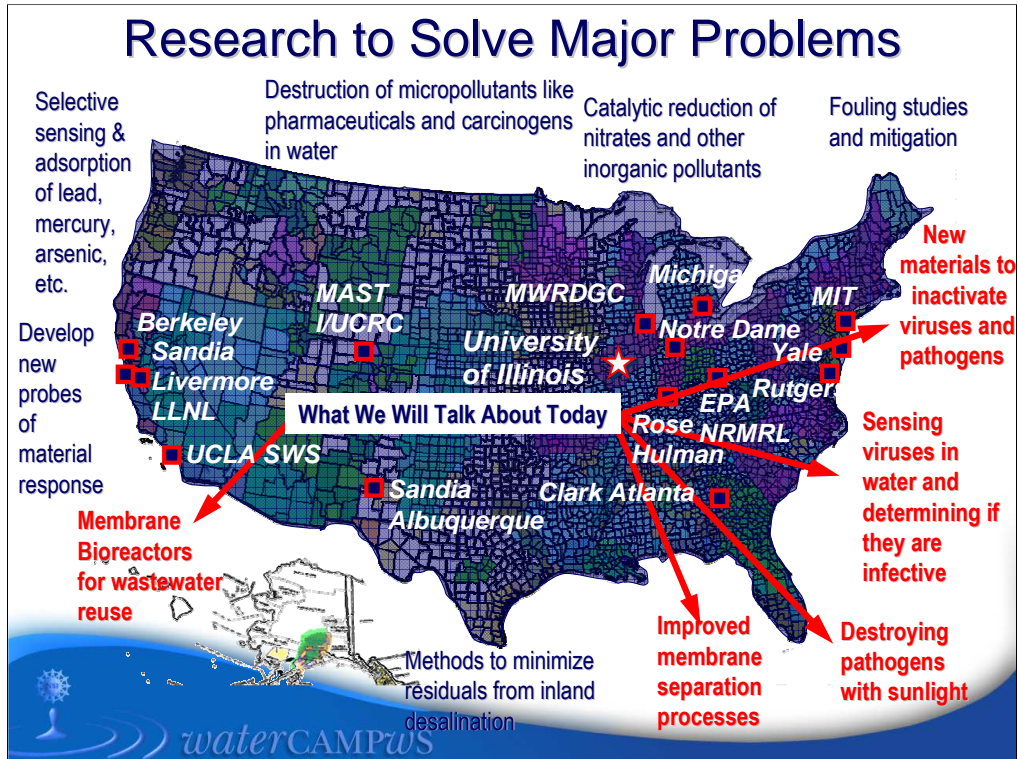 Research to Solve Major Problems
Selective
sensing &
adsorption
of lead,
mercury,
arsenic,
etc.
Destruction of micropollutants like
pharmaceuticals and carcinogens
in water
Catalytic reduction of
nitrates and other
inorganic pollutants
Fouling studies
and mitigation
New
materials to
inactivate
viruses and
pathogens
Develop
new
probes
of
material
response
Berkeley
Sandia
Livermore
LLNL
UCLA SWS
MAST
I/UCRC
MWRDGC
University
of Illinois
Michiga
Notre Dame
MIT
Yale
Rutger
EPA
NRMRL
Rose
Hulman
What We Will Talk About Today
Sandia
Albuquerque
Clark Atlanta
Sensing
viruses in
water and
determining if
they are
infective
Membrane
Bioreactors
for wastewater
reuse
Methods to minimize
residuals from inland
desalination
Improved
membrane
separation
processes
Destroying
pathogens
with sunlight
waterCAMPwS